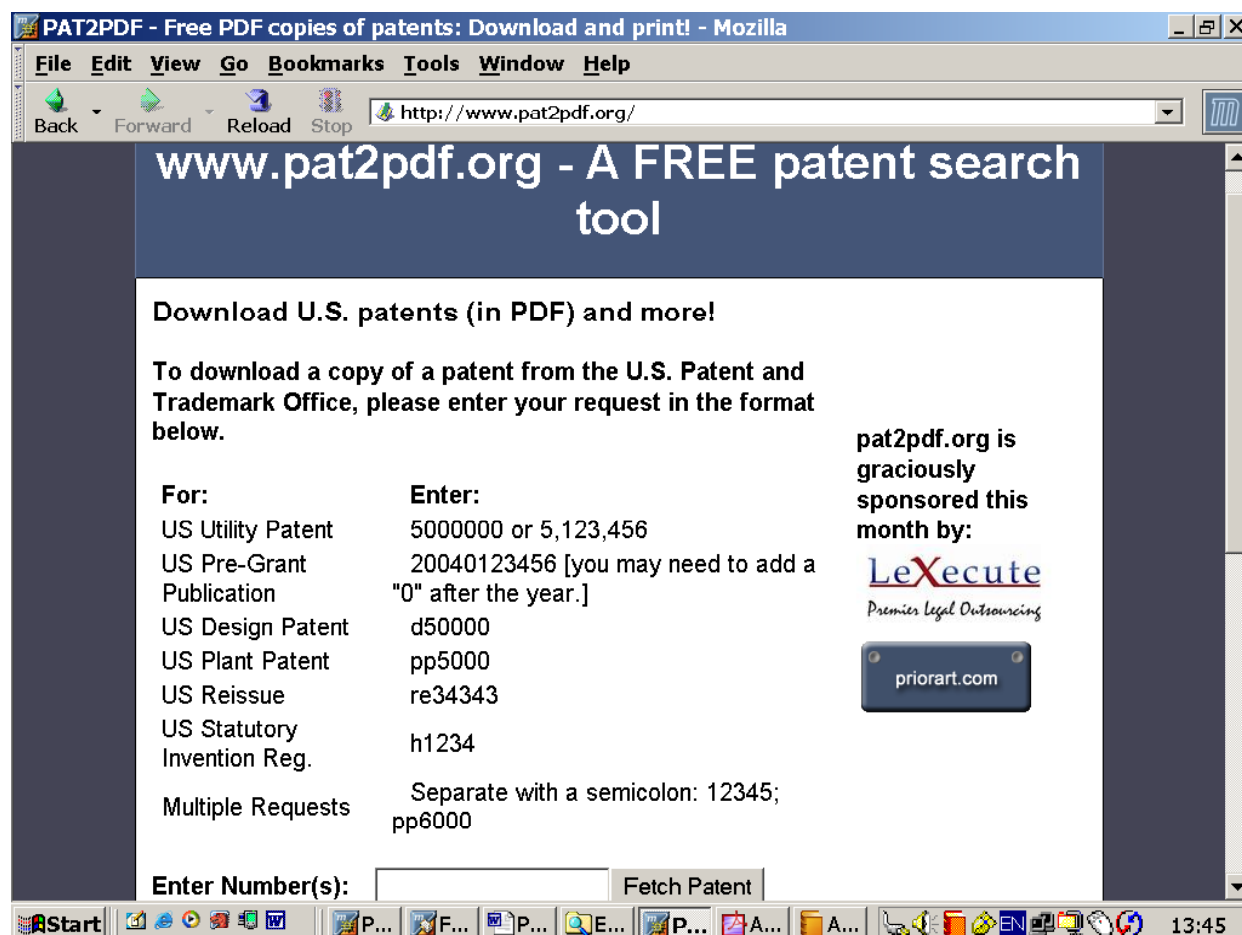 PAT2PDF - Free PDF copies of patents: Download and print! - Mozilla
File Edit View Go Bookmarks Tools Window Help
Back Forward Reload Stop http://www.pat2pdf.org/
www.pat2pdf.org - A FREE patent search
tool
Download U.S. patents (in PDF) and more!
To download a copy of a patent from the U.S. Patent and
Trademark Office, please enter your request in the format
below.
For: Enter:
US Utility Patent 5000000 or 5,123,456
US Pre-Grant
Publication
20040123456 [you may need to add a
"0" after the year.]
US Design Patent d50000
US Plant Patent pp5000
US Reissue re34343
US Statutory
Invention Reg.
h1234
Multiple Requests
Separate with a semicolon: 12345;
pp6000
Enter Number(s): Fetch Patent
pat2pdf.org is
graciously
sponsored this
month by:
LeXecute
Premier Legal Outsourcing
priorart.com
Start P... F... P... E... P... A... A... EN 13:45